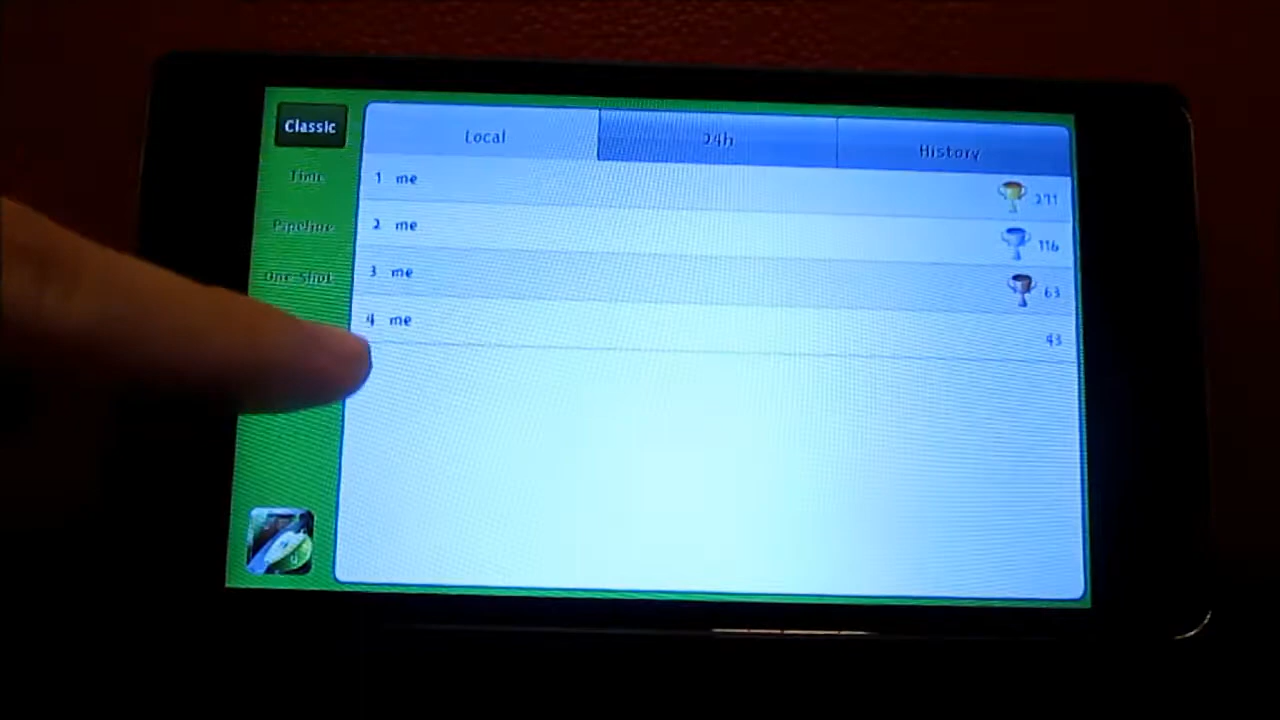 Classic
Time
Pipeline
One Shot
Local 24h History
1 me 271
2 me 116
3 me 63
4 me 43